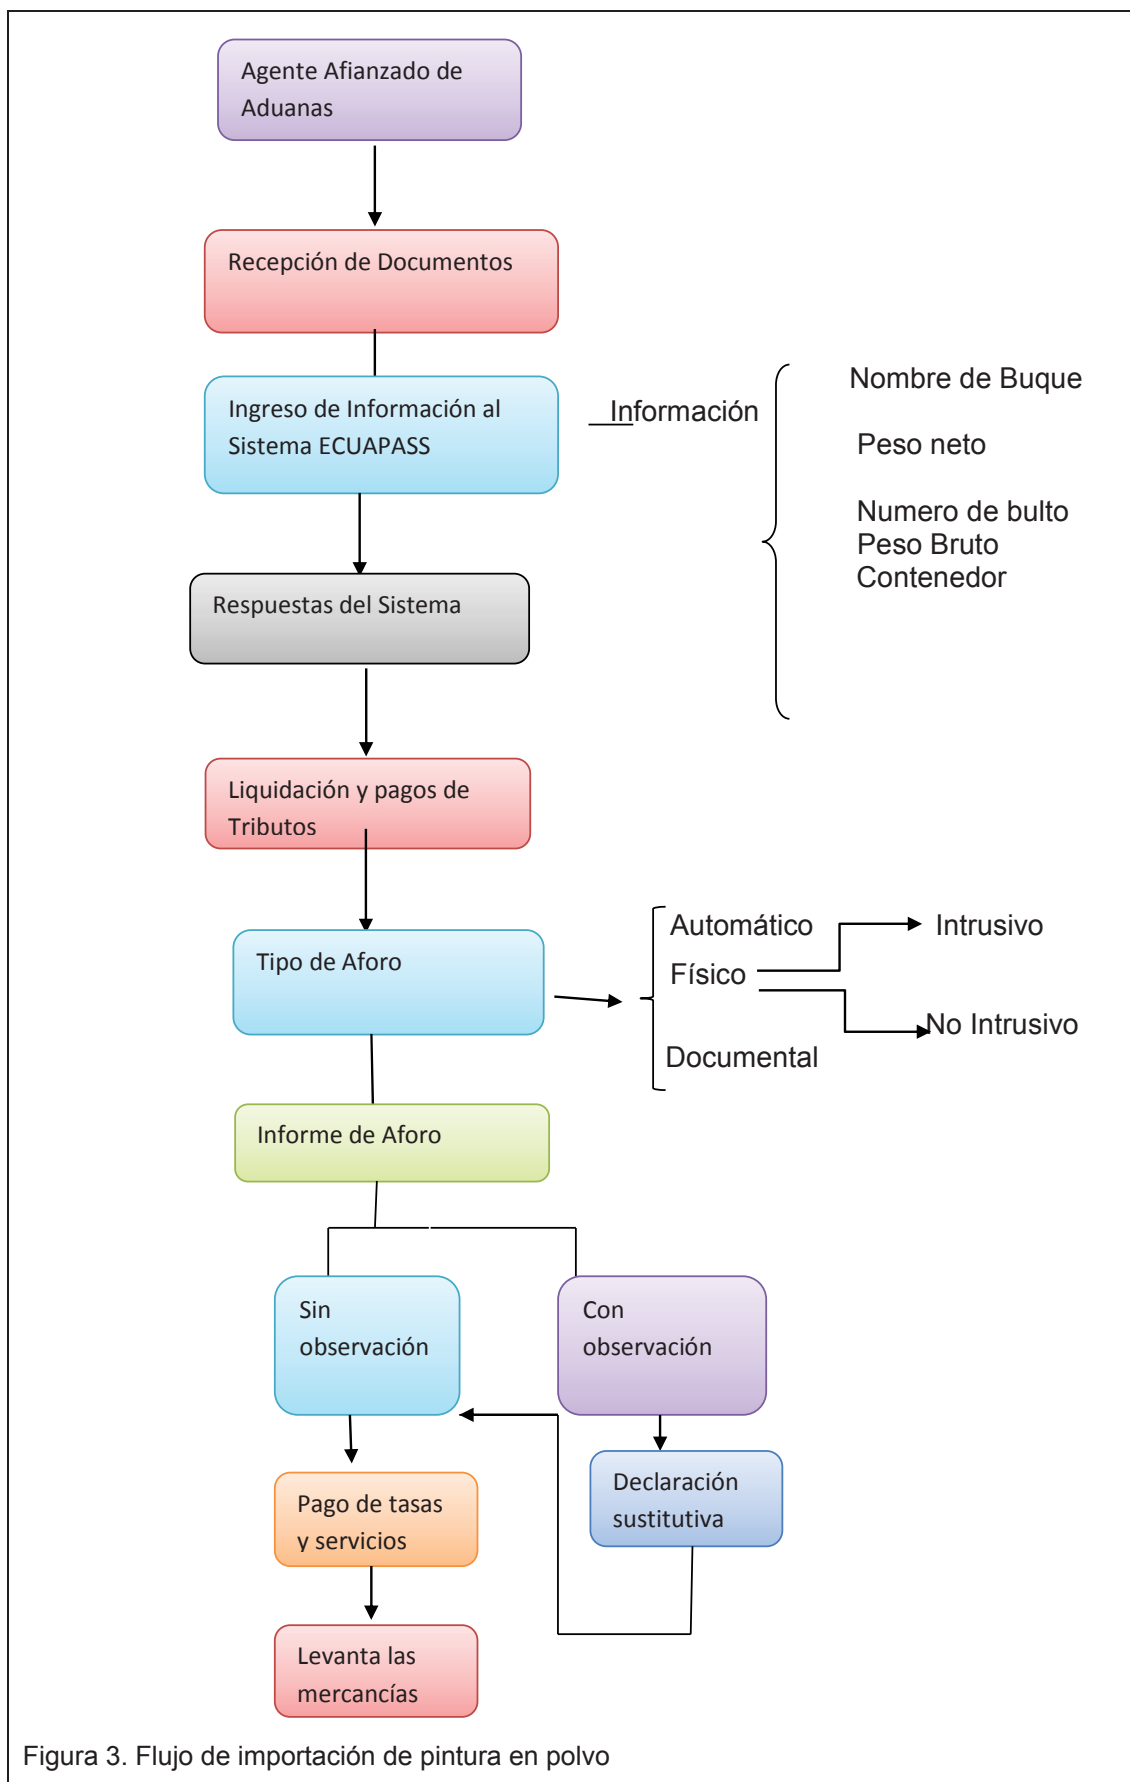 Agente Afianzado de
Aduanas
Recepción de Documentos
Ingreso de Información al
Sistema ECUAPASS
Información
Nombre de Buque
Peso neto
Numero de bulto
Peso Bruto
Contenedor
Respuestas del Sistema
Liquidación y pagos de
Tributos
Tipo de Aforo
Automático
Intrusivo
Físico
No Intrusivo
Documental
Informe de Aforo
Sin
observación
Con
observación
Pago de tasas
y servicios
Declaración
sustitutiva
Levanta las
mercancías
Figura 3. Flujo de importación de pintura en polvo